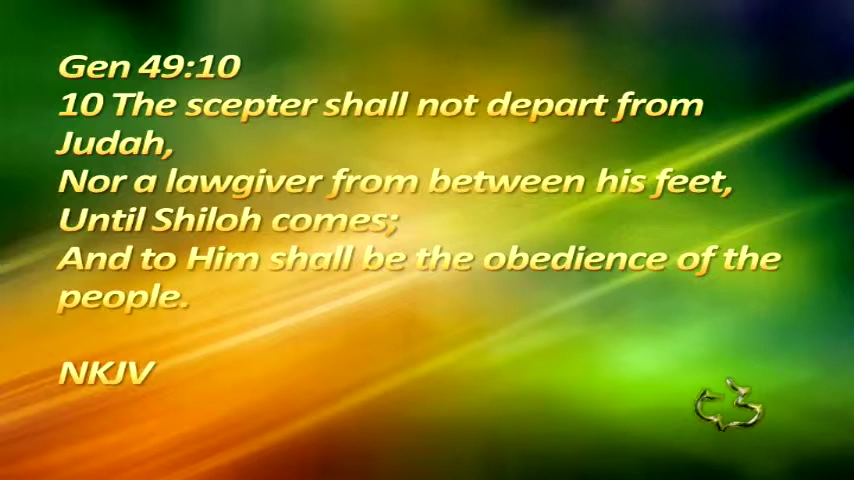 Gen 49:10
10 The scepter shall not depart from
Judah,
Nor a lawgiver from between his feet,
Until Shiloh comes;
And to Him shall be the obedience of the
people.
NKJV